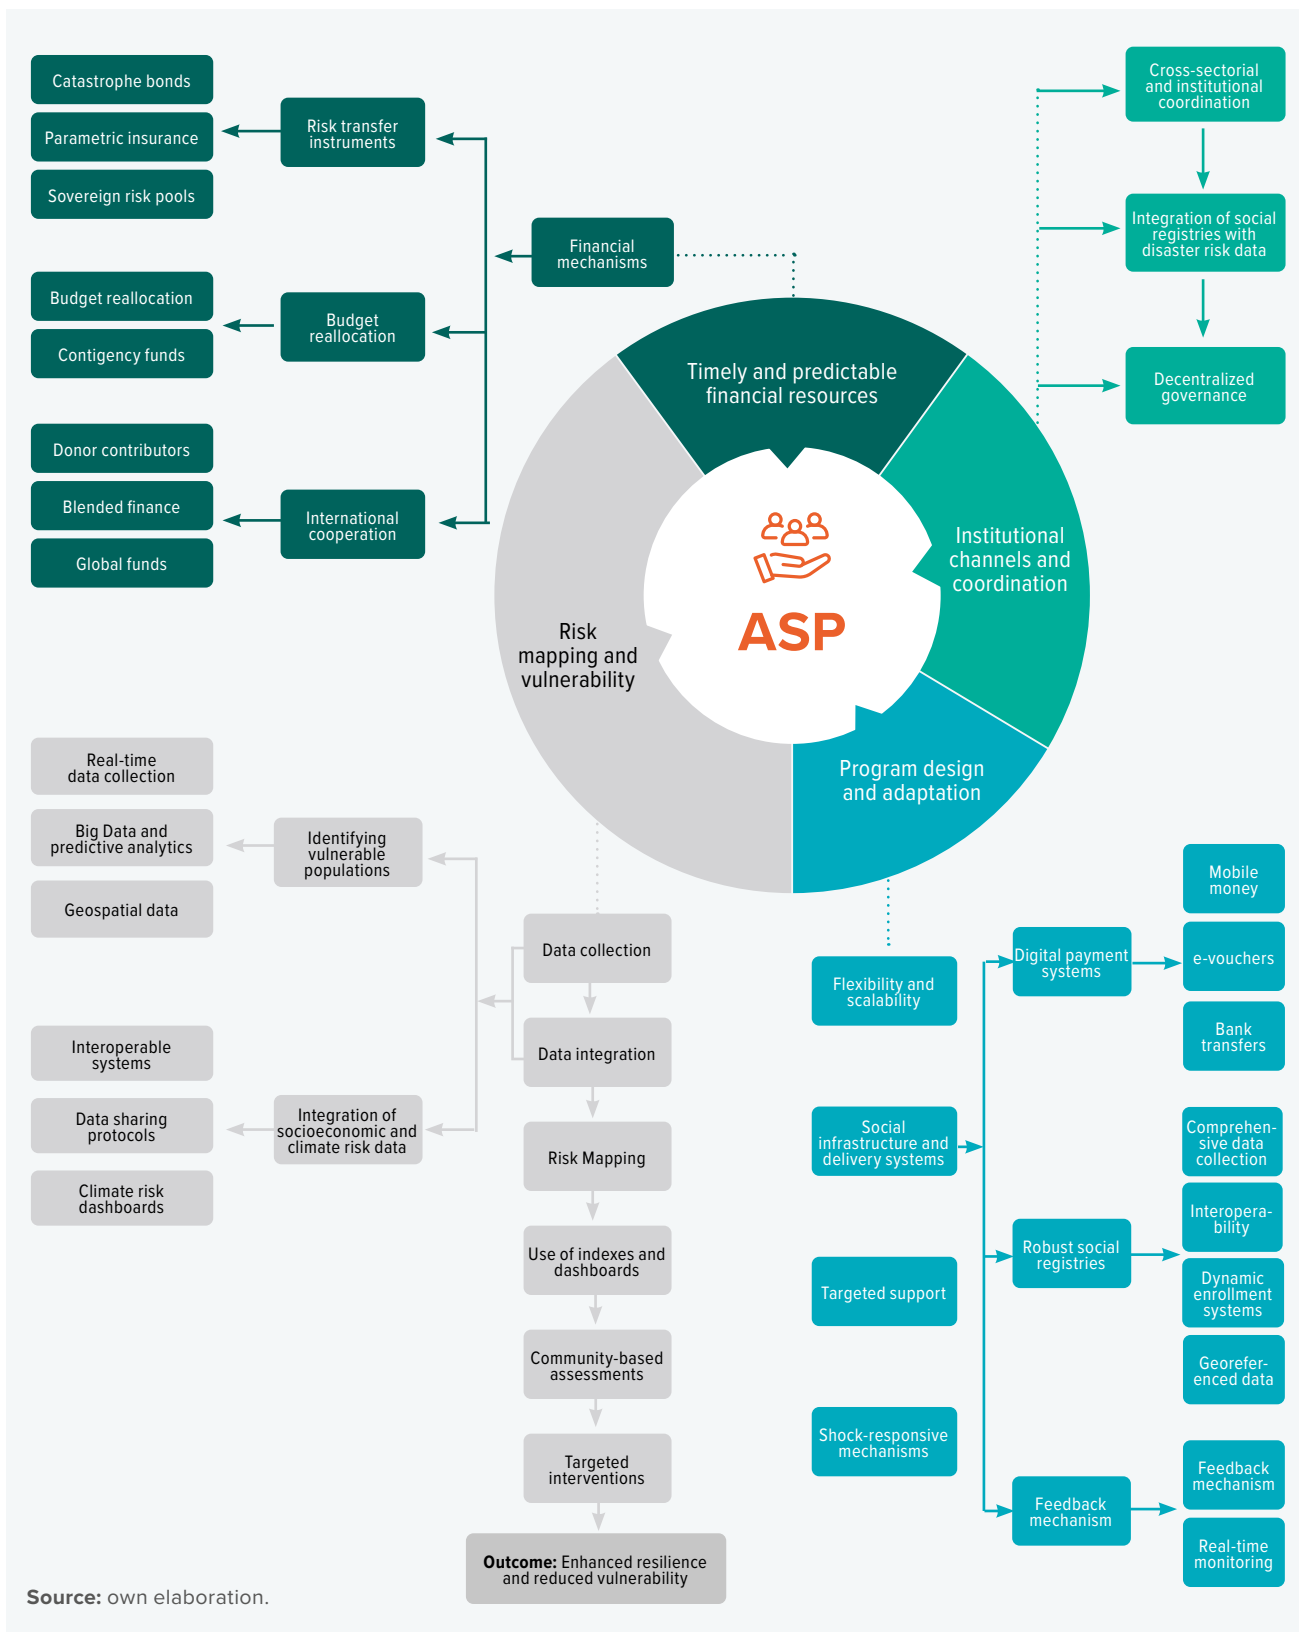 Catastrophe bonds
Parametric insurance
Sovereign risk pools
Risk transfer
instruments
Budget reallocation
Contigency funds
Budget
reallocation
Donor contributors
Blended finance
Global funds
International
cooperation
Financial
mechanisms
Cross-sectorial
and institutional
coordination
Integration of social
registries with
disaster risk data
Decentralized
governance
Timely and predictable
financial resources
Institutional
channels and
coordination
Program design
and adaptation
Risk
mapping and
vulnerability
ASP
Real-time
data collection
Big Data and
predictive analytics
Geospatial data
Identifying
vulnerable
populations
Interoperable
systems
Data sharing
protocols
Climate risk
dashboards
Integration of
socioeconomic and
climate risk data
Data collection
Data integration
Risk Mapping
Use of indexes and
dashboards
Community-based
assessments
Targeted
interventions
Outcome: Enhanced resilience
and reduced vulnerability
Flexibility and
scalability
Social
infrastructure and
delivery systems
Targeted support
Shock-responsive
mechanisms
Digital payment
systems
Robust social
registries
Feedback
mechanism
Mobile
money
e-vouchers
Bank
transfers
Comprehen-
sive data
collection
Interopera-
bility
Dynamic
enrollment
systems
Georefer-
enced data
Feedback
mechanism
Real-time
monitoring
Source: own elaboration.